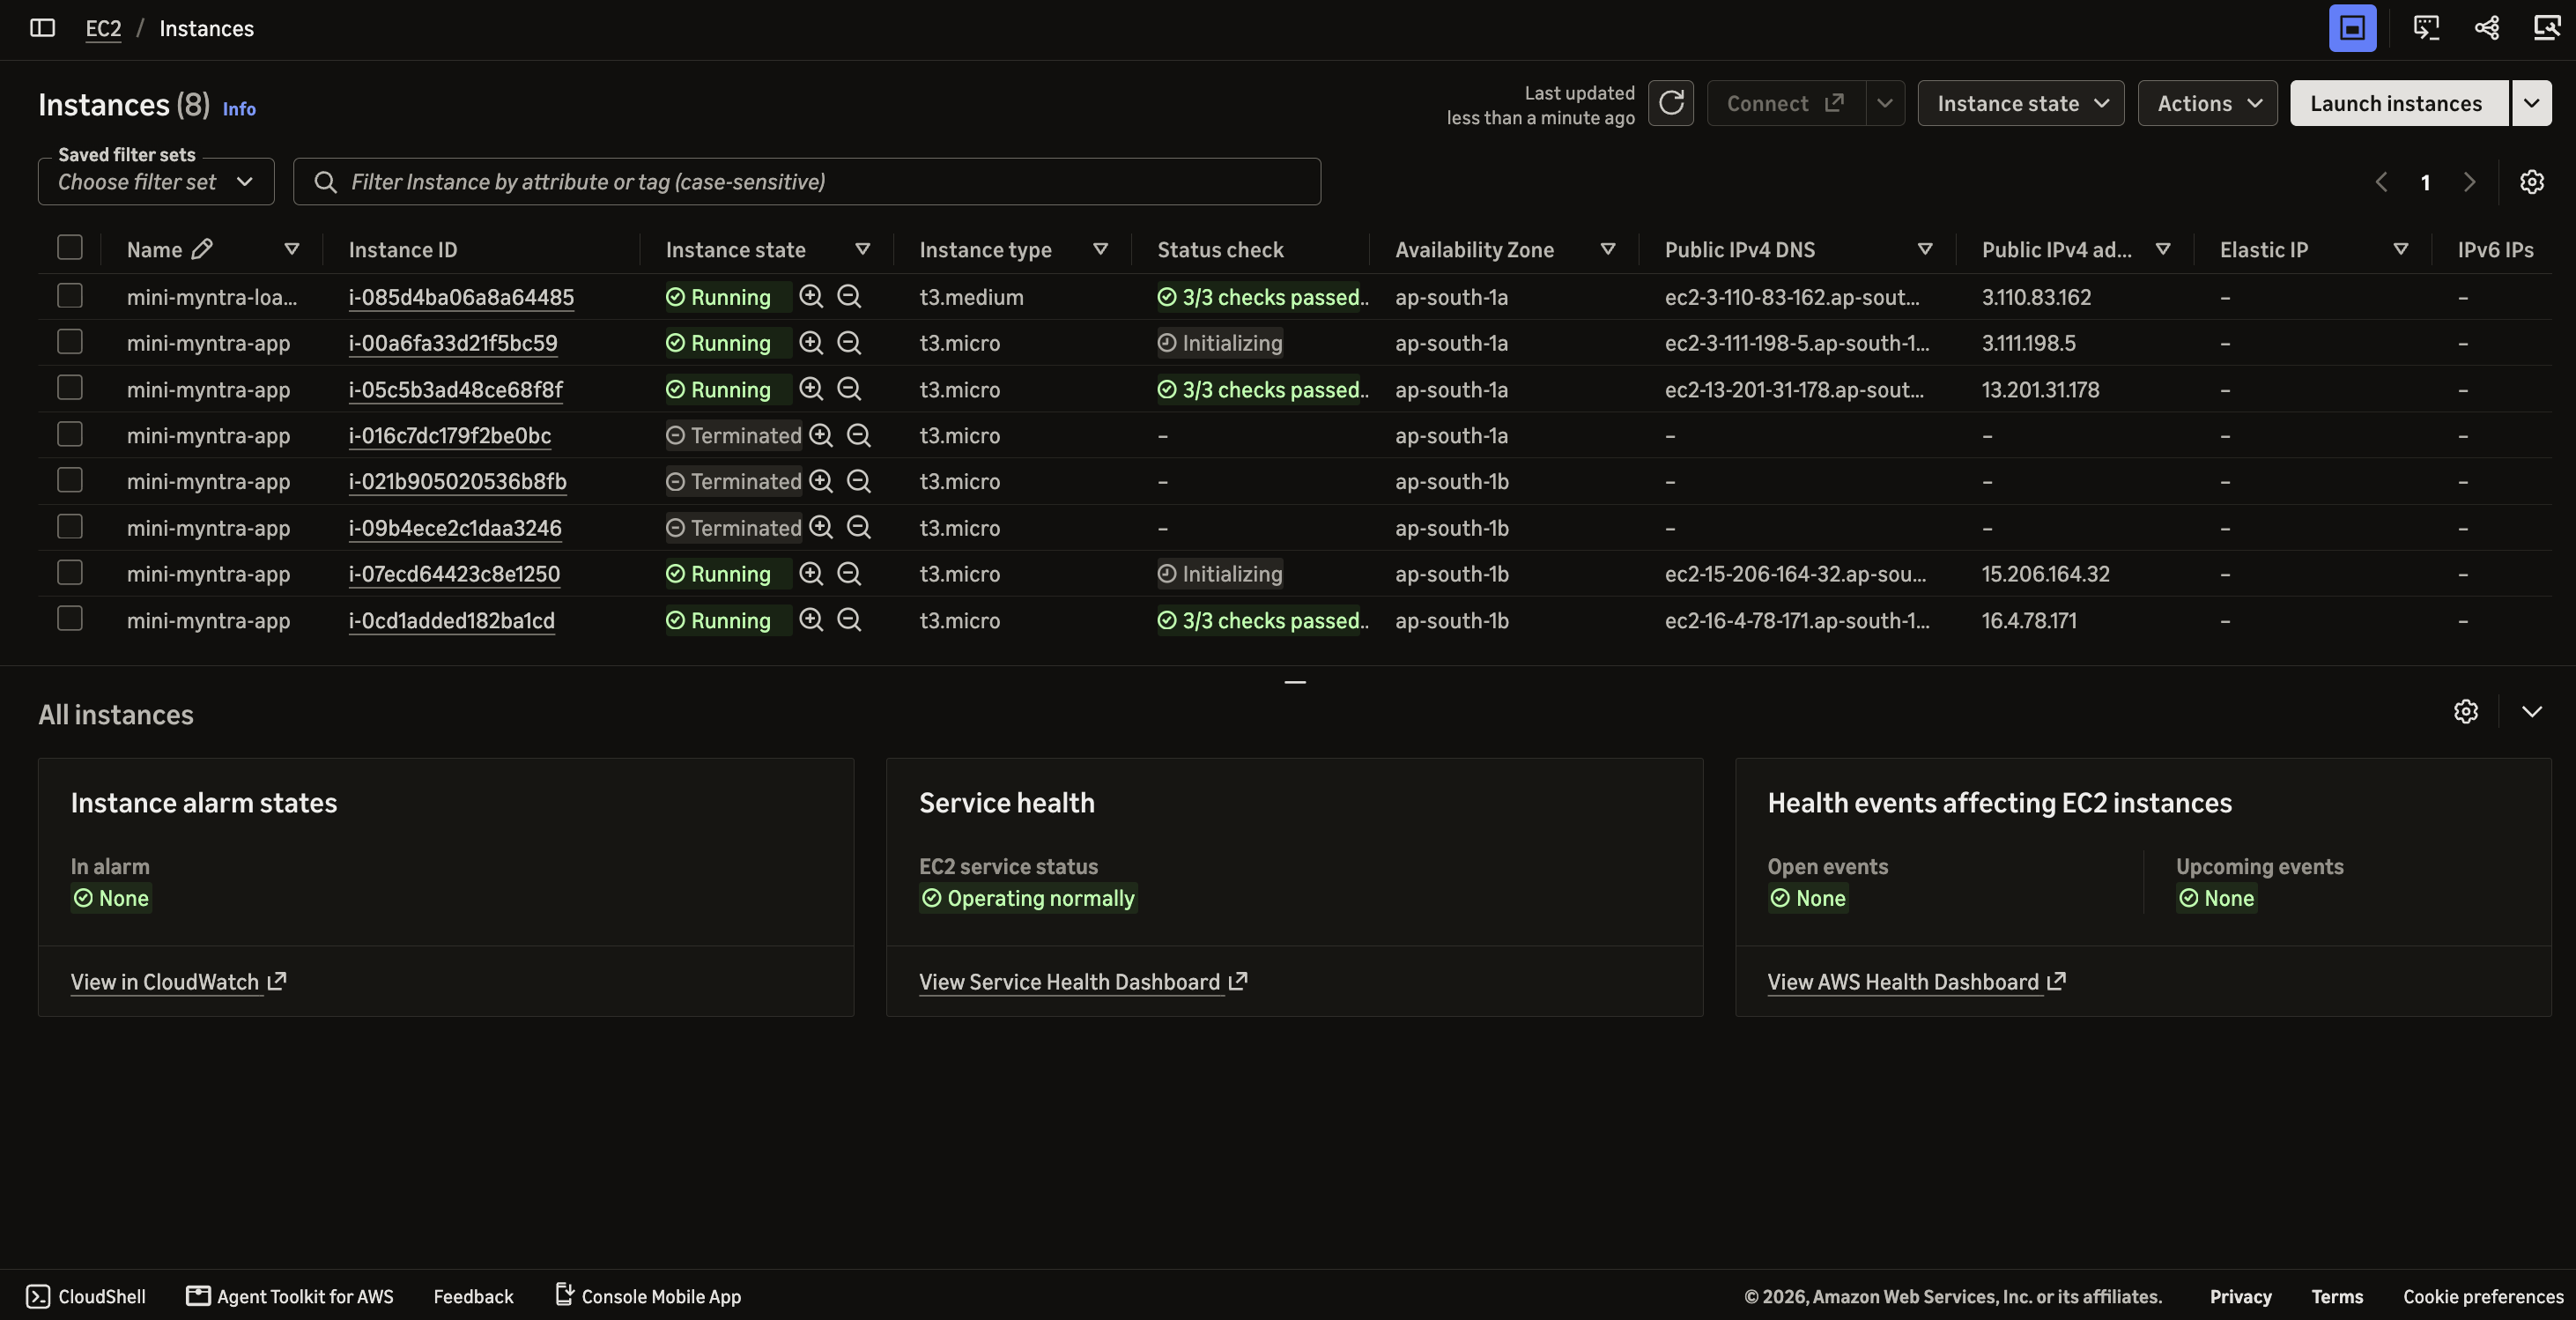 EC2 / Instances
Instances (8) Info
Last updated
less than a minute ago
Connect
Instance state
Actions
Launch instances
Saved filter sets
Choose filter set
Filter Instance by attribute or tag (case-sensitive)
1
Name Instance ID Instance state Instance type Status check Availability Zone Public IPv4 DNS Public IPv4 ad... Elastic IP IPv6 IPs
mini-myntra-loa... i-085d4ba06a8a64485 Running t3.medium 3/3 checks passed.. ap-south-1a ec2-3-110-83-162.ap-sout... 3.110.83.162 – –
mini-myntra-app i-00a6fa33d21f5bc59 Running t3.micro Initializing ap-south-1a ec2-3-111-198-5.ap-south-1... 3.111.198.5 – –
mini-myntra-app i-05c5b3ad48ce68f8f Running t3.micro 3/3 checks passed.. ap-south-1a ec2-13-201-31-178.ap-sout... 13.201.31.178 – –
mini-myntra-app i-016c7dc179f2be0bc Terminated t3.micro – ap-south-1a – – – –
mini-myntra-app i-021b905020536b8fb Terminated t3.micro – ap-south-1b – – – –
mini-myntra-app i-09b4ece2c1daa3246 Terminated t3.micro – ap-south-1b – – – –
mini-myntra-app i-07ecd64423c8e1250 Running t3.micro Initializing ap-south-1b ec2-15-206-164-32.ap-sou... 15.206.164.32 – –
mini-myntra-app i-0cd1added182ba1cd Running t3.micro 3/3 checks passed.. ap-south-1b ec2-16-4-78-171.ap-south-1... 16.4.78.171 – –
All instances
Instance alarm states
In alarm
None
View in CloudWatch
Service health
EC2 service status
Operating normally
View Service Health Dashboard
Health events affecting EC2 instances
Open events
None
Upcoming events
None
View AWS Health Dashboard
CloudShell Agent Toolkit for AWS Feedback Console Mobile App © 2026, Amazon Web Services, Inc. or its affiliates. Privacy Terms Cookie preferences